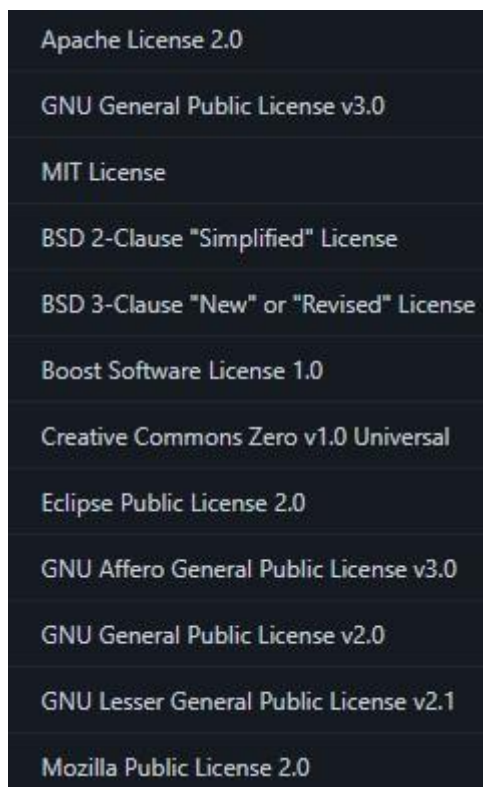 Apache License 2.0
GNU General Public License v3.0
MIT License
BSD 2-Clause "Simplified" License
BSD 3-Clause "New" or "Revised" License
Boost Software License 1.0
Creative Commons Zero v1.0 Universal
Eclipse Public License 2.0
GNU Affero General Public License v3.0
GNU General Public License v2.0
GNU Lesser General Public License v2.1
Mozilla Public License 2.0